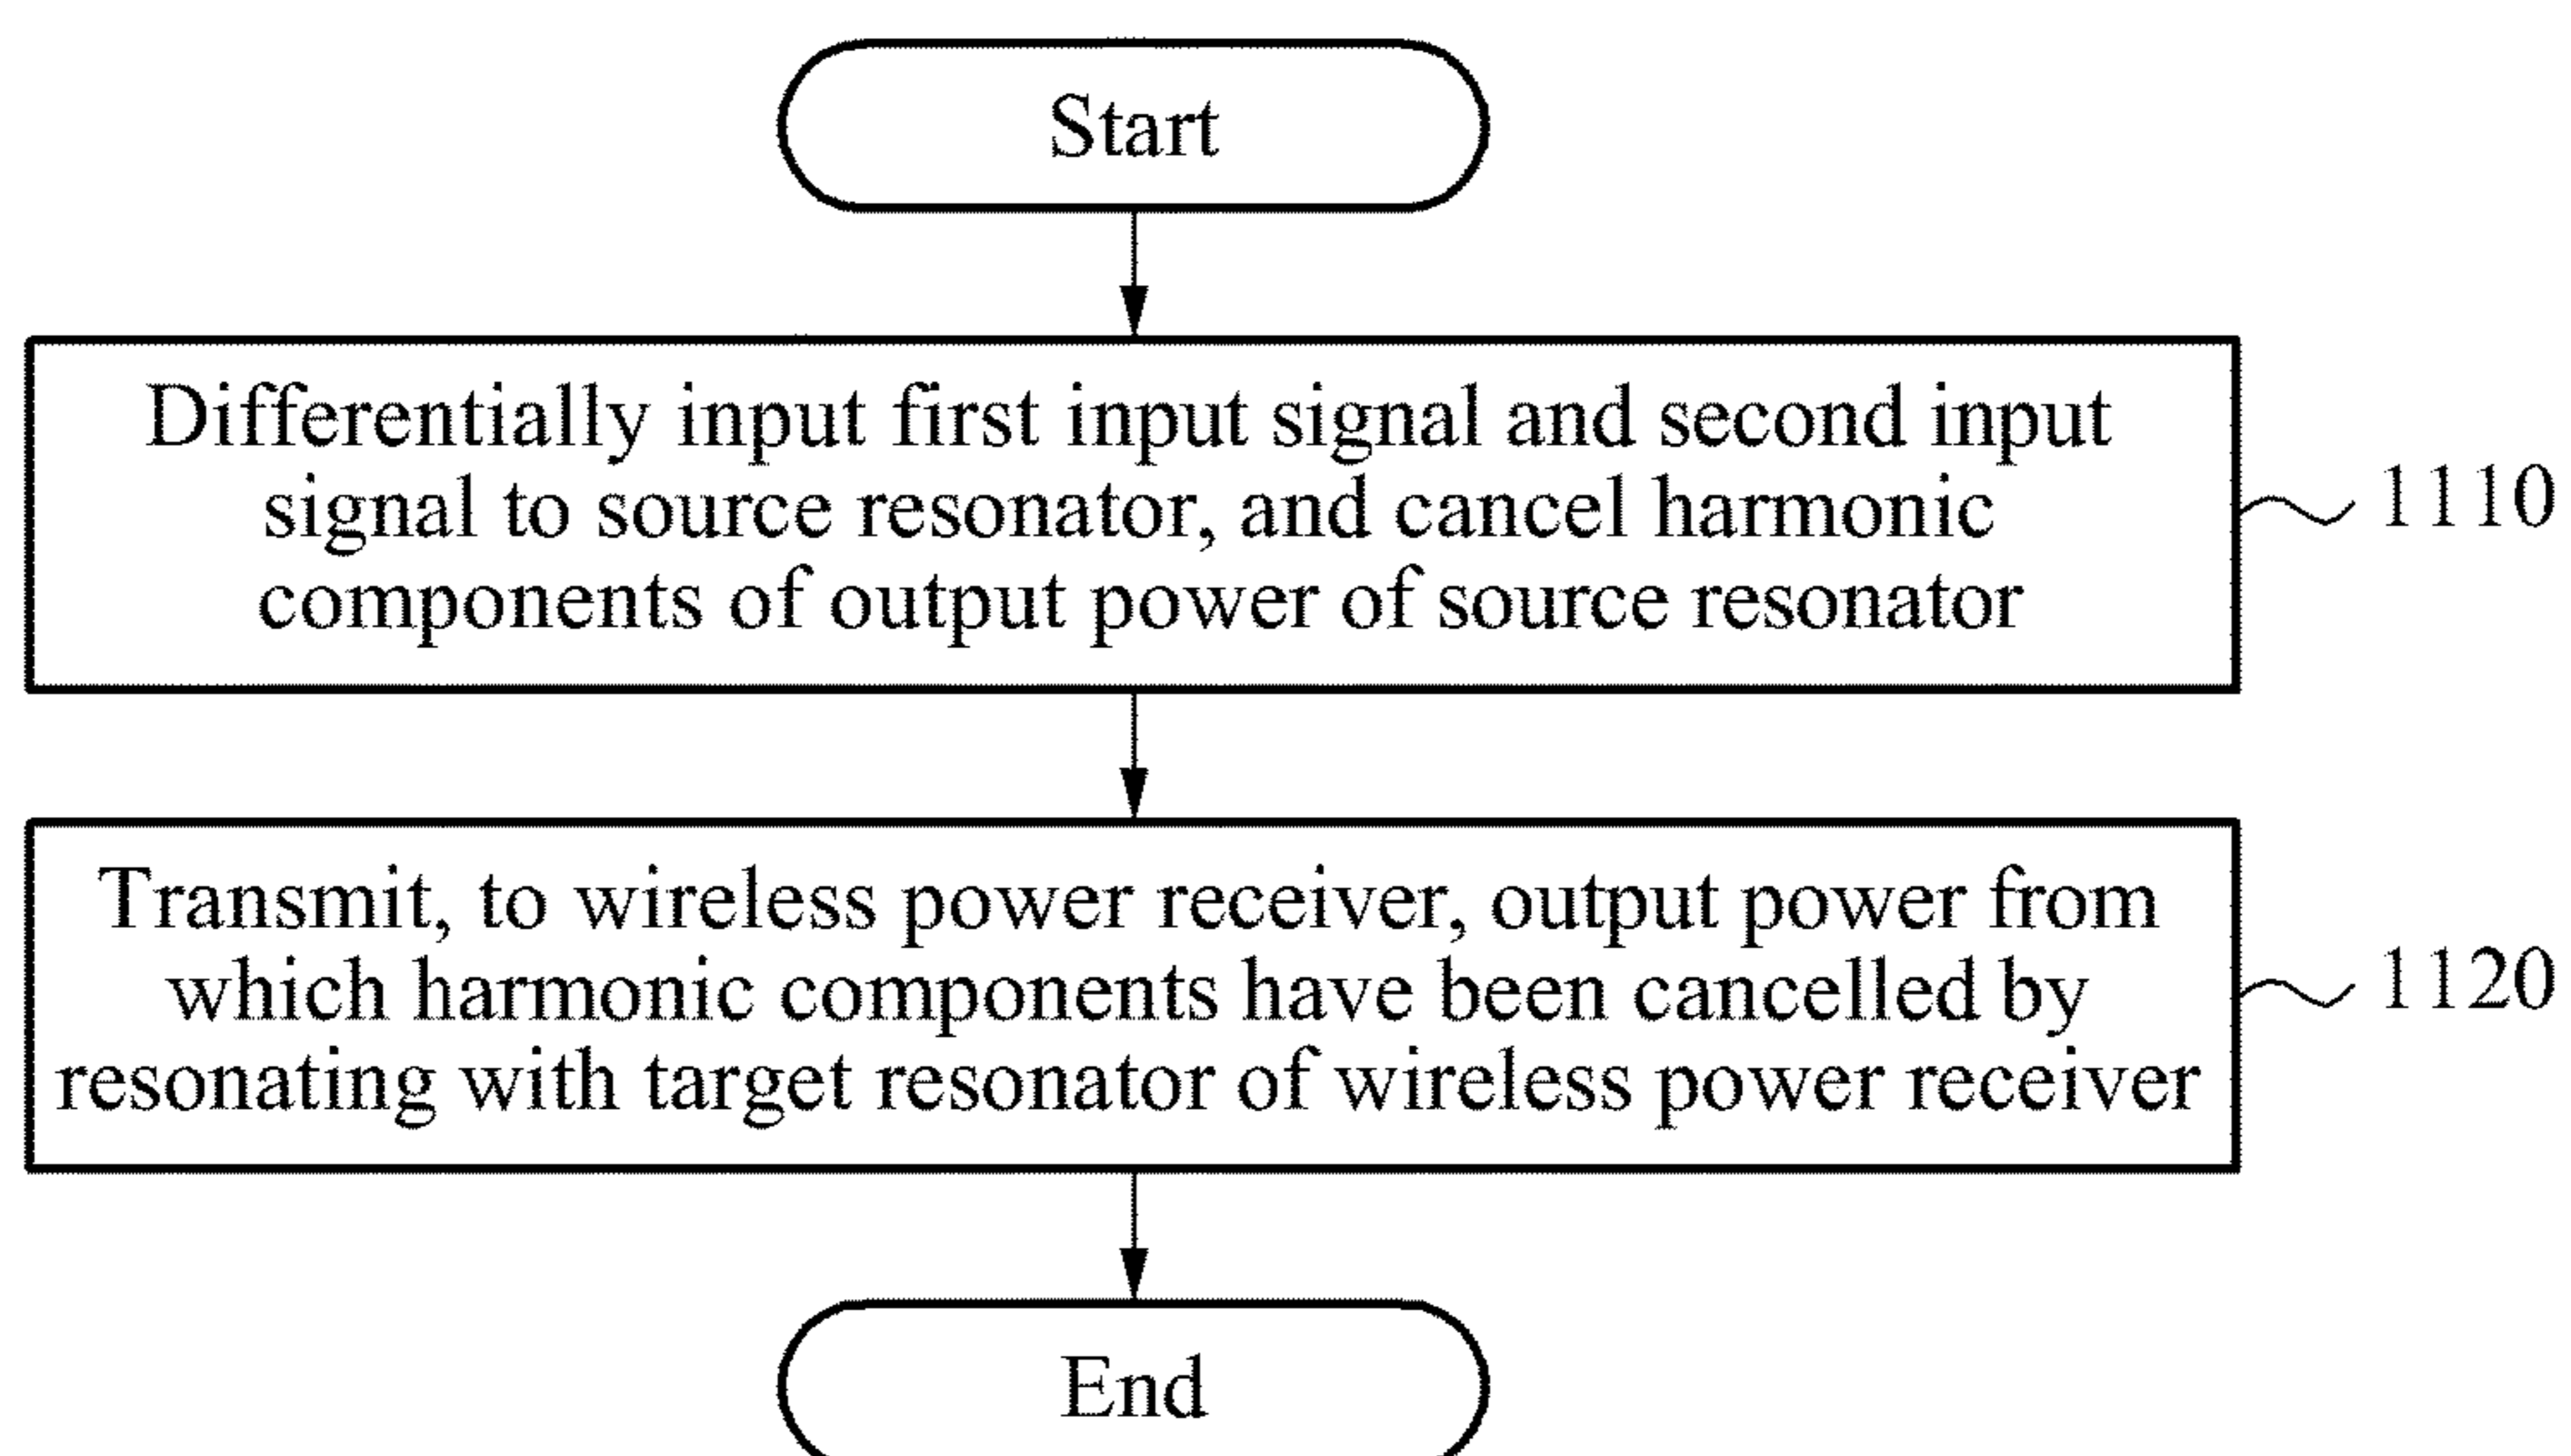 Start
Differentially input first input signal and second input
signal to source resonator, and cancel harmonic
components of output power of source resonator
1110
Transmit, to wireless power receiver, output power from
which harmonic components have been cancelled by
resonating with target resonator of wireless power receiver
1120
End